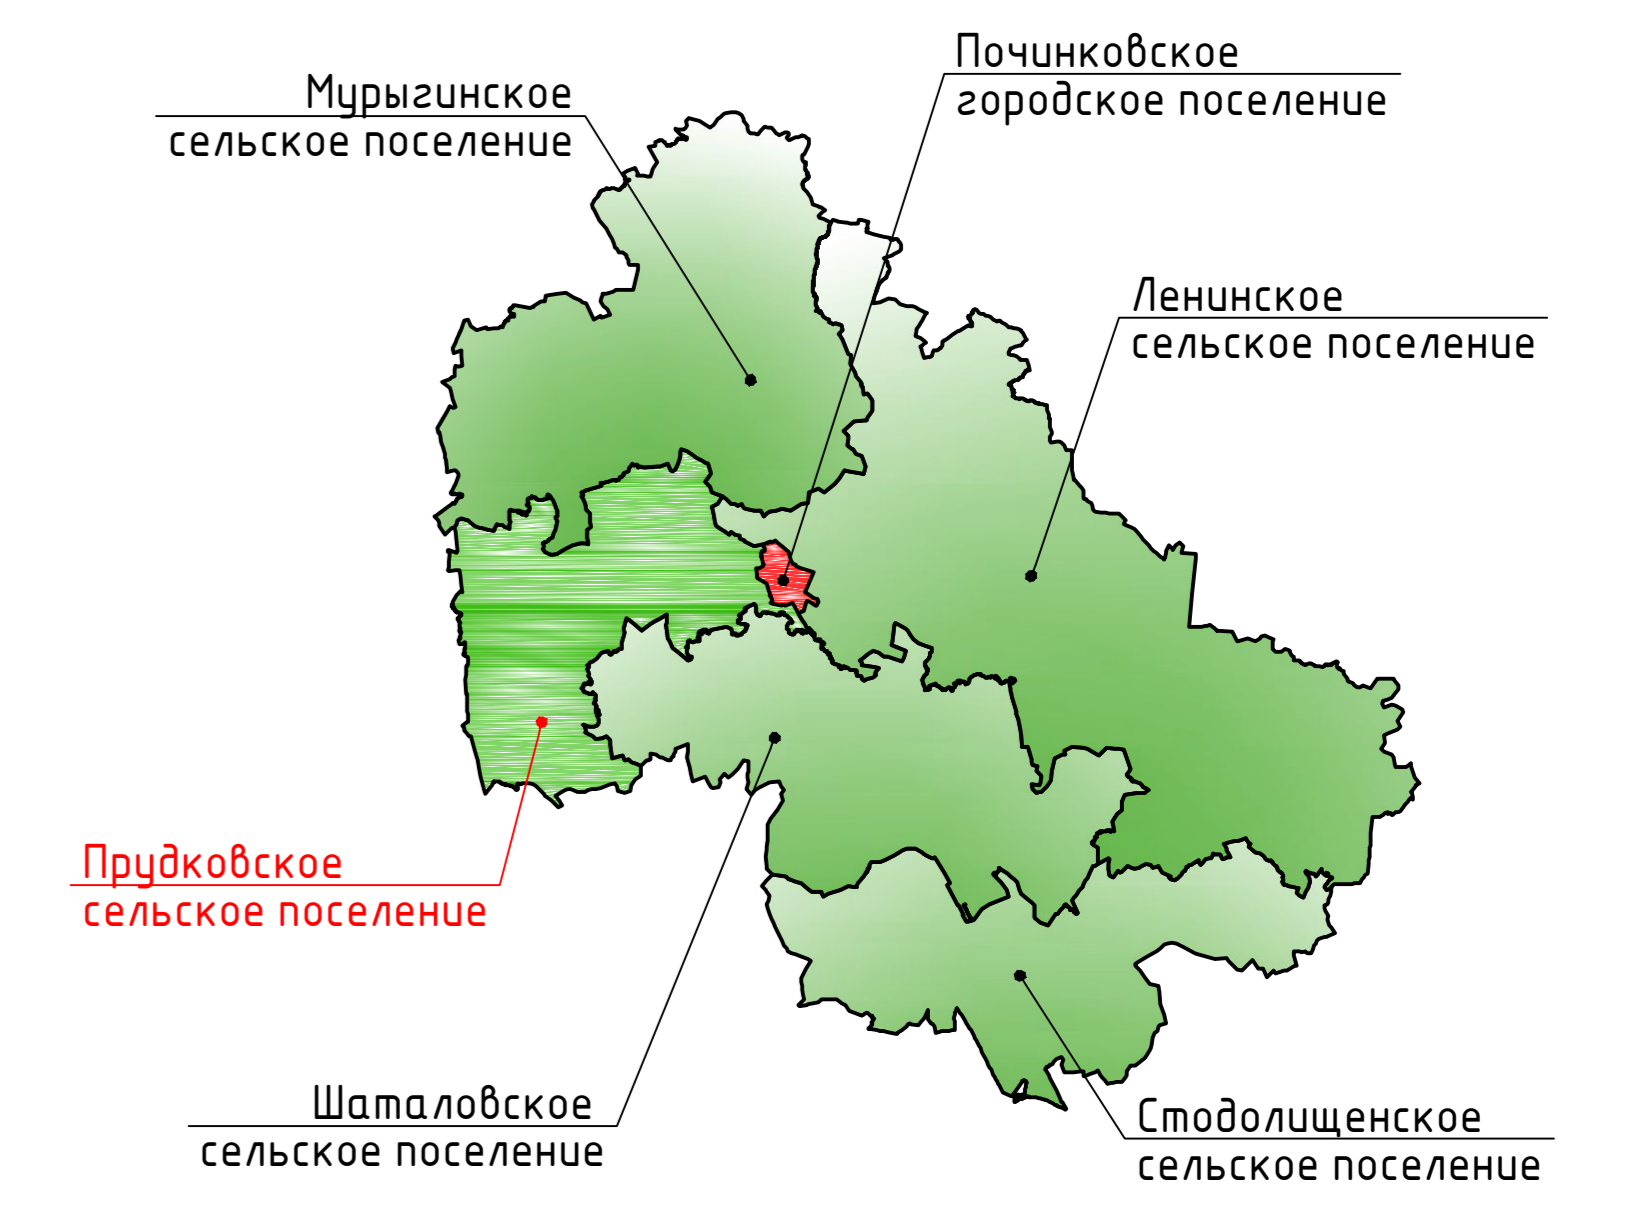 Починковское
городское поселение
Мурыгинское
сельское поселение
Ленинское
сельское поселение
Прудковское
сельское поселение
Шаталовское
сельское поселение
Стодолищенское
сельское поселение